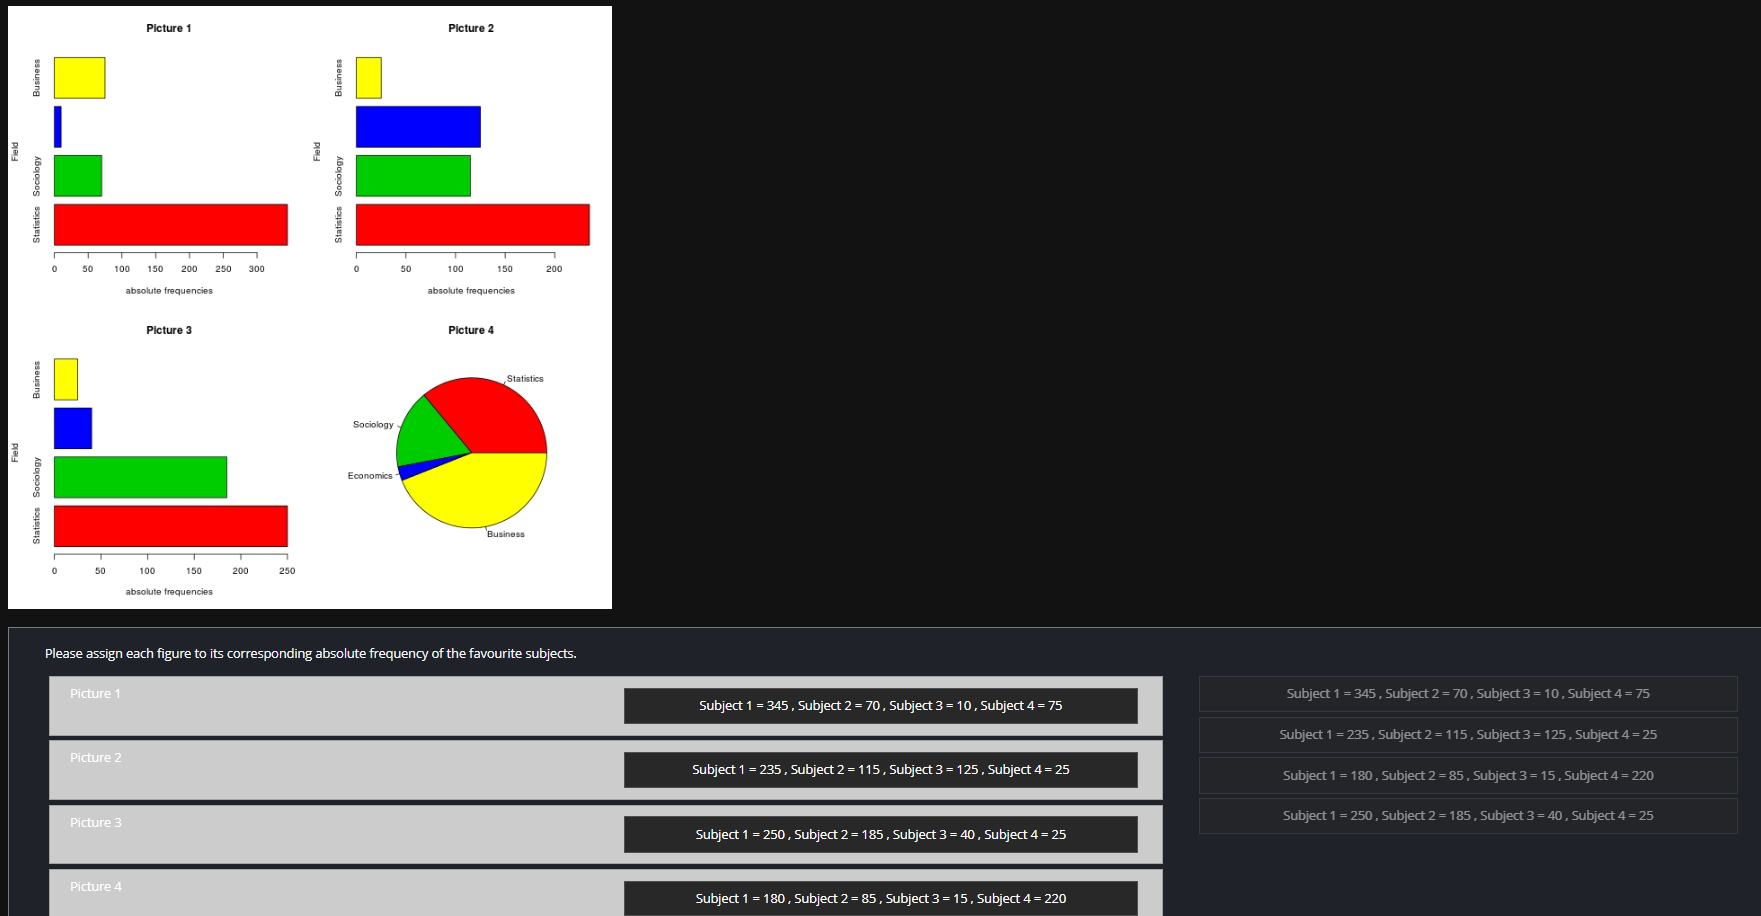 Picture 1
Business
Sociology
Statistics
Field
0 50 100 150 200 250 300
absolute frequencies
Picture 2
Business
Sociology
Statistics
Field
0 50 100 150 200
absolute frequencies
Picture 3
Business
Sociology
Statistics
Field
0 50 100 150 200 250
absolute frequencies
Picture 4
Statistics
Sociology
Economics
Business
Please assign each figure to its corresponding absolute frequency of the favourite subjects.
Picture 1
Subject 1 = 345 , Subject 2 = 70 , Subject 3 = 10 , Subject 4 = 75
Picture 2
Subject 1 = 235 , Subject 2 = 115 , Subject 3 = 125 , Subject 4 = 25
Picture 3
Subject 1 = 250 , Subject 2 = 185 , Subject 3 = 40 , Subject 4 = 25
Picture 4
Subject 1 = 180 , Subject 2 = 85 , Subject 3 = 15 , Subject 4 = 220
Subject 1 = 345 , Subject 2 = 70 , Subject 3 = 10 , Subject 4 = 75
Subject 1 = 235 , Subject 2 = 115 , Subject 3 = 125 , Subject 4 = 25
Subject 1 = 180 , Subject 2 = 85 , Subject 3 = 15 , Subject 4 = 220
Subject 1 = 250 , Subject 2 = 185 , Subject 3 = 40 , Subject 4 = 25